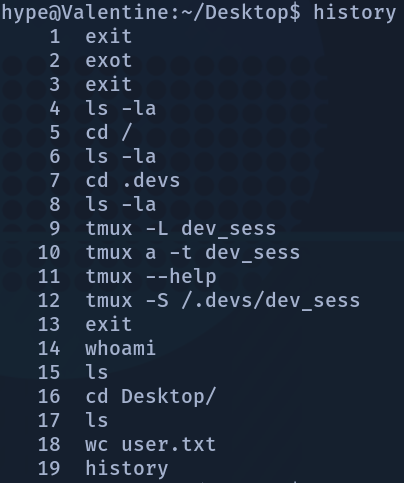 hype@Valentine:~/Desktop$ history
1 exit
2 exot
3 exit
4 ls -la
5 cd /
6 ls -la
7 cd .devs
8 ls -la
9 tmux -L dev_sess
10 tmux a -t dev_sess
11 tmux --help
12 tmux -S /.devs/dev_sess
13 exit
14 whoami
15 ls
16 cd Desktop/
17 ls
18 wc user.txt
19 history